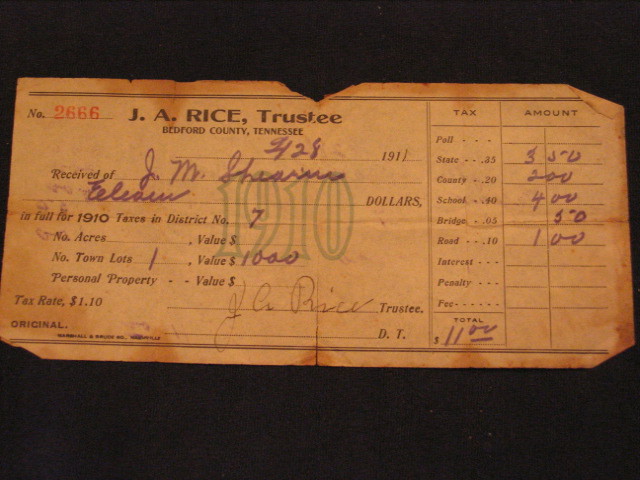 No. 2666 J. A. RICE, Trustee
BEDFORD COUNTY, TENNESSEE
2/28 1911
Received of J. M. Shearin
Eleven DOLLARS,
in full for 1910 Taxes in District No. 7
No. Acres , Value $
No. Town Lots 1 , Value $ 1000
Personal Property - - Value $
Tax Rate, $1.10 J A Rice Trustee,
ORIGINAL. D. T.
MARSHALL & BRUCE CO., NASHVILLE
1910
TAX AMOUNT
Poll - - -
State - .35 3 50
County - .20 2 00
School - .40 4 00
Bridge - .05 50
Road - - .10 1 00
Interest - - -
Penalty - - -
Fee - - - -
TOTAL
$ 11 00